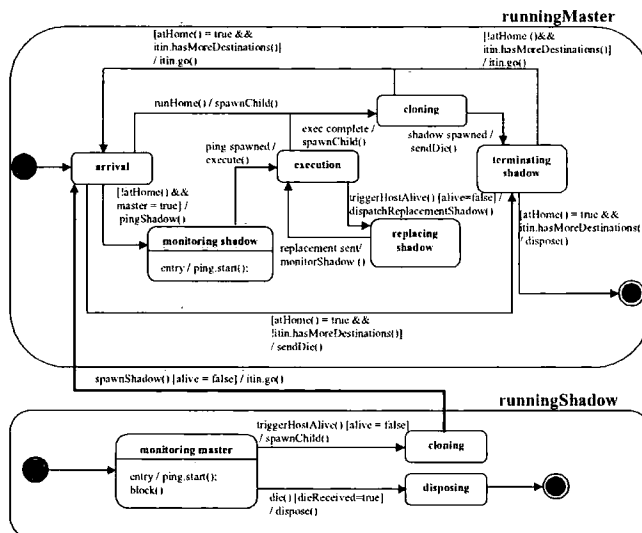 runningMaster
[atHome() = true &&
itin.hasMoreDestinations()]
/ itin.go()
[!atHome ()&&
itin.hasMoreDestinations()]
/ itin.go()
runHome() / spawnChild()
cloning
exec complete /
spawnChild()
shadow spawned /
sendDie()
ping spawned /
execute()
arrival
execution
terminating
shadow
[!atHome() &&
master = true] /
pingShadow()
triggerHostAlive() [alive=false] /
dispatchReplacementShadow()
monitoring shadow
entry / ping.start();
replacement sent/
monitorShadow ()
replacing
shadow
[atHome() = true &&
itin.hasMoreDestinations(
/ dispose()
[atHome() = true &&
!itin.hasMoreDestinations()]
/ sendDie()
spawnShadow() [alive = false] / itin.go()
runningShadow
triggerHostAlive() [alive = false]
/ spawnChild()
cloning
monitoring master
entry / ping.start();
block()
die() [dieReceived=true]
/ dispose()
disposing